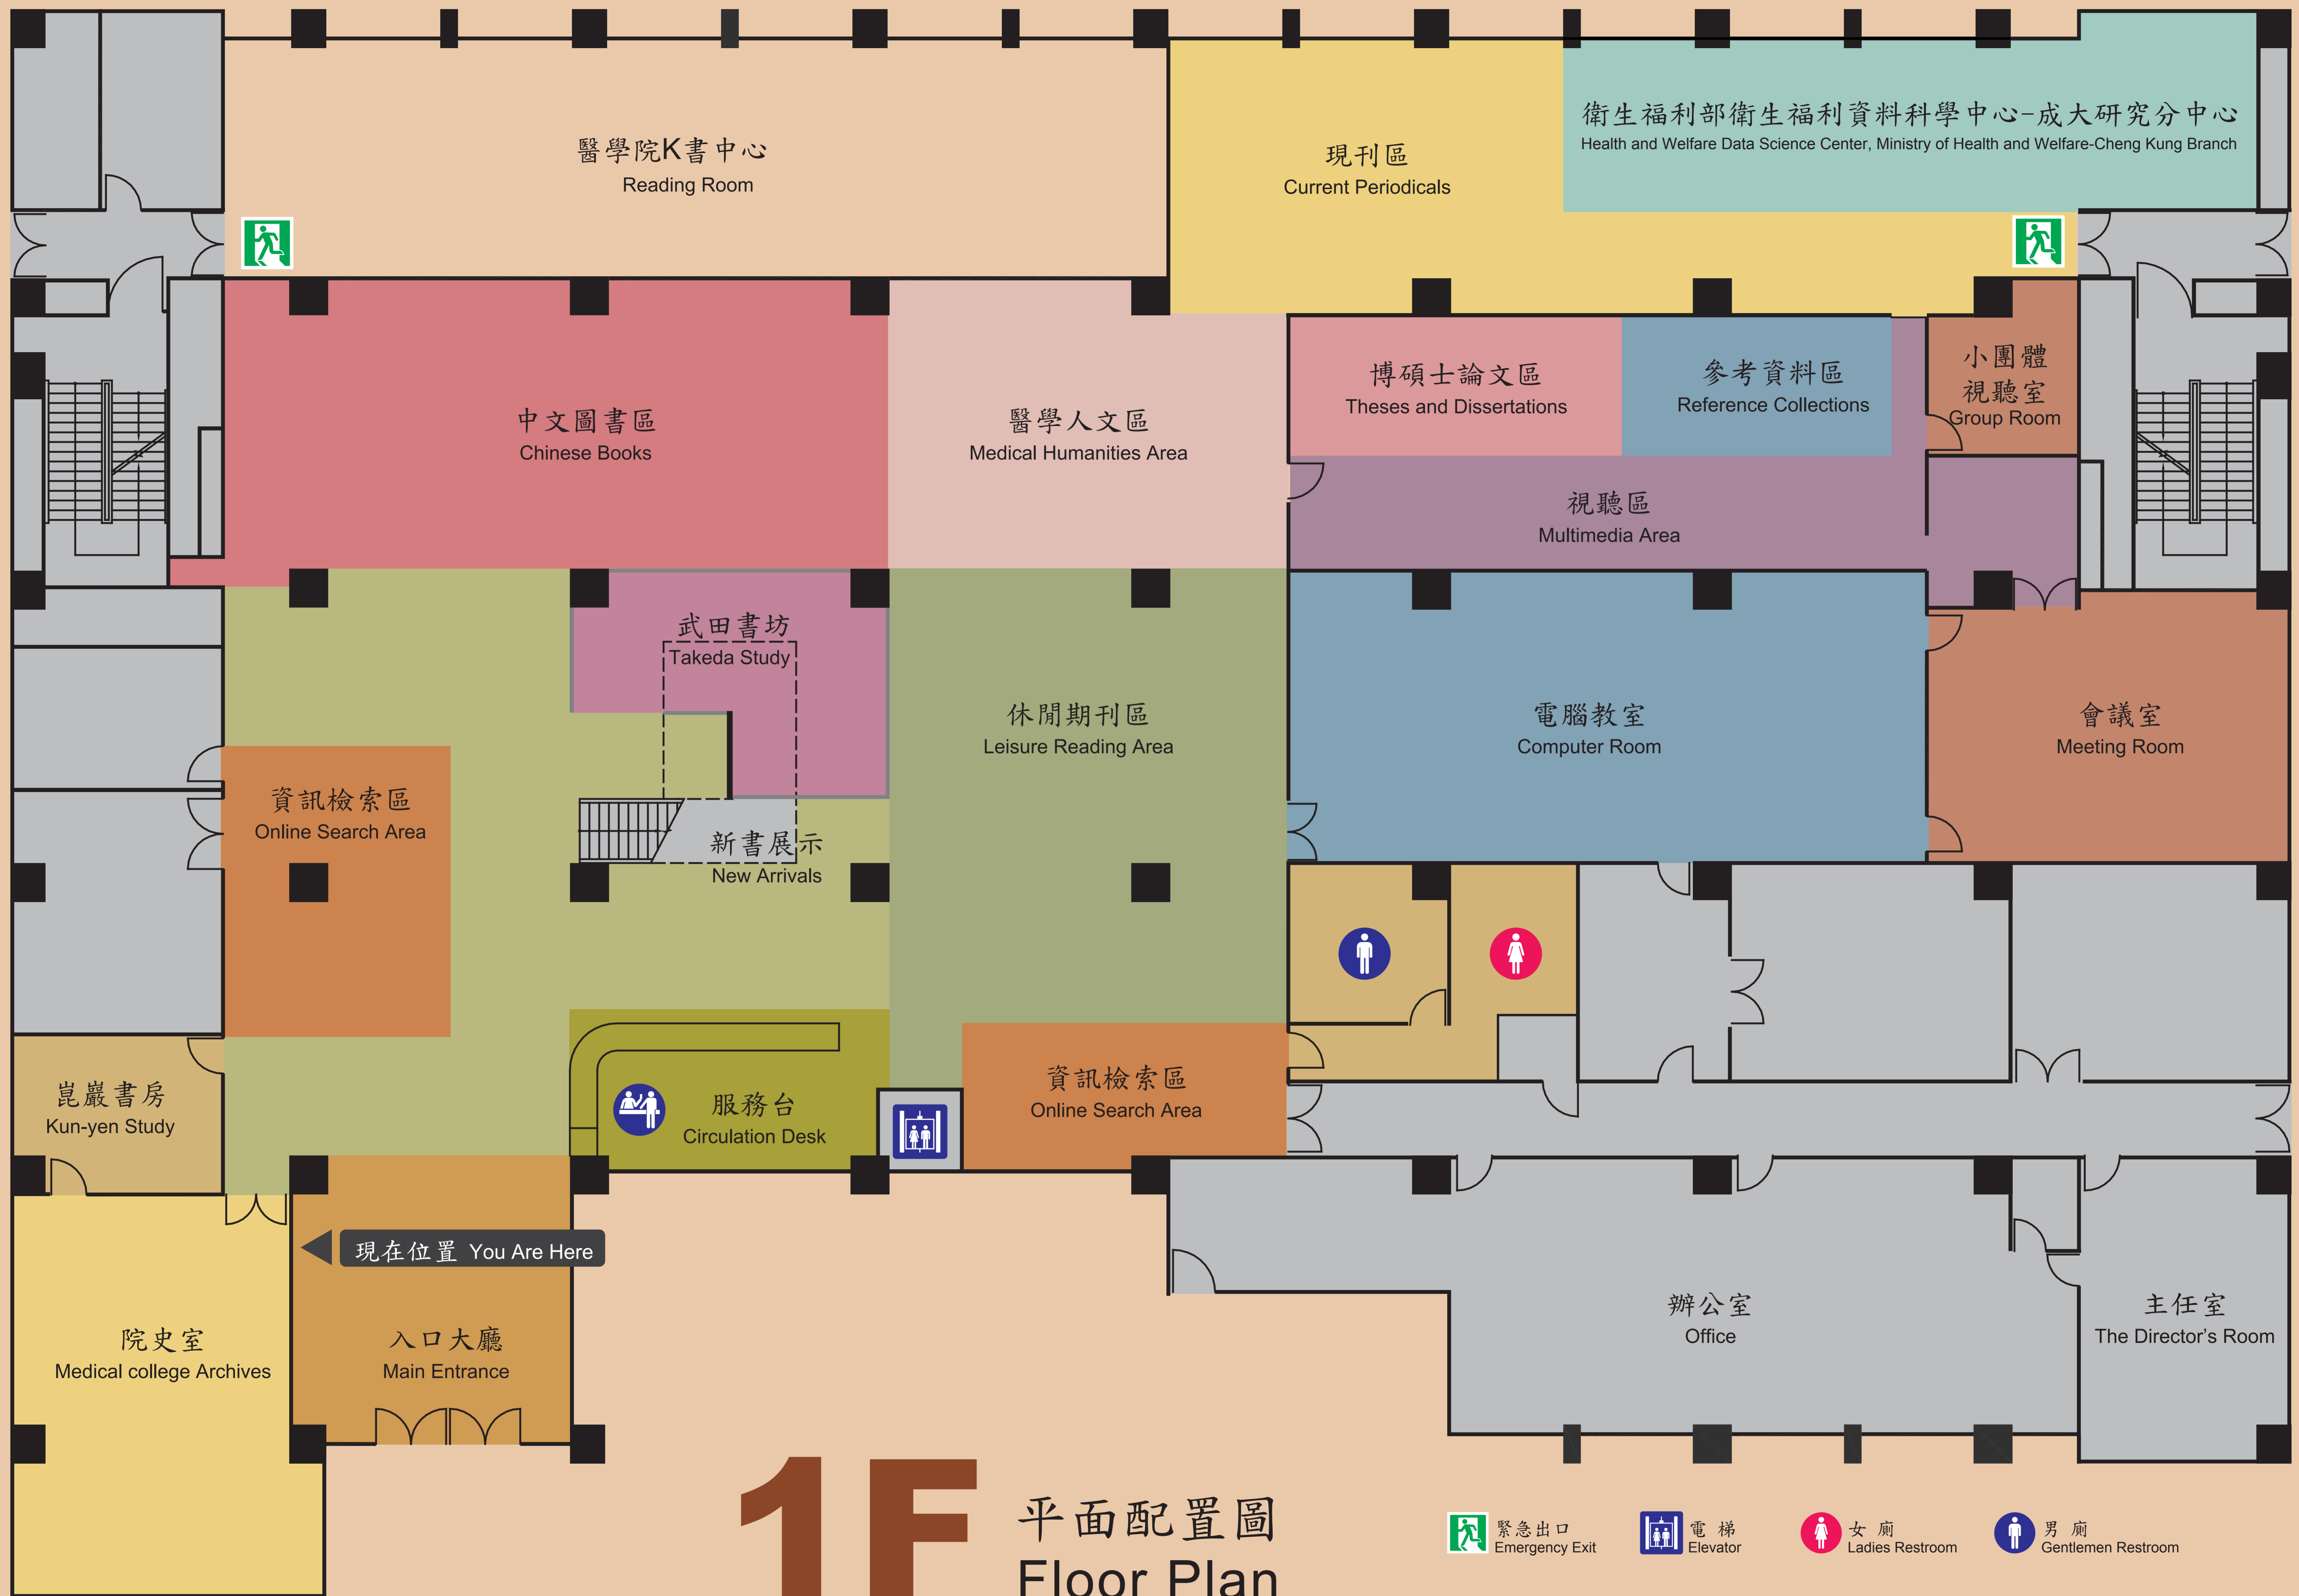 醫學院K書中心
Reading Room
現刊區
Current Periodicals
衛生福利部衛生福利資料科學中心-成大研究分中心
Health and Welfare Data Science Center, Ministry of Health and Welfare-Cheng Kung Branch
中文圖書區
Chinese Books
醫學人文區
Medical Humanities Area
博碩士論文區
Theses and Dissertations
參考資料區
Reference Collections
小團體
視聽室
Group Room
視聽區
Multimedia Area
武田書坊
Takeda Study
休閒期刊區
Leisure Reading Area
電腦教室
Computer Room
會議室
Meeting Room
資訊檢索區
Online Search Area
新書展示
New Arrivals
崑巖書房
Kun-yen Study
服務台
Circulation Desk
資訊檢索區
Online Search Area
現在位置 You Are Here
院史室
Medical college Archives
入口大廳
Main Entrance
辦公室
Office
主任室
The Director's Room
1F
平面配置圖
Floor Plan
緊急出口
Emergency Exit
電 梯
Elevator
女 廁
Ladies Restroom
男 廁
Gentlemen Restroom